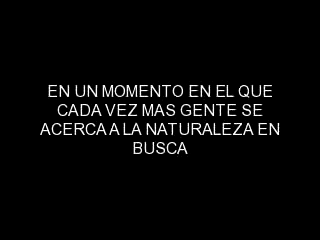 EN UN MOMENTO EN EL QUE
CADA VEZ MAS GENTE SE
ACERCA A LA NATURALEZA EN
BUSCA